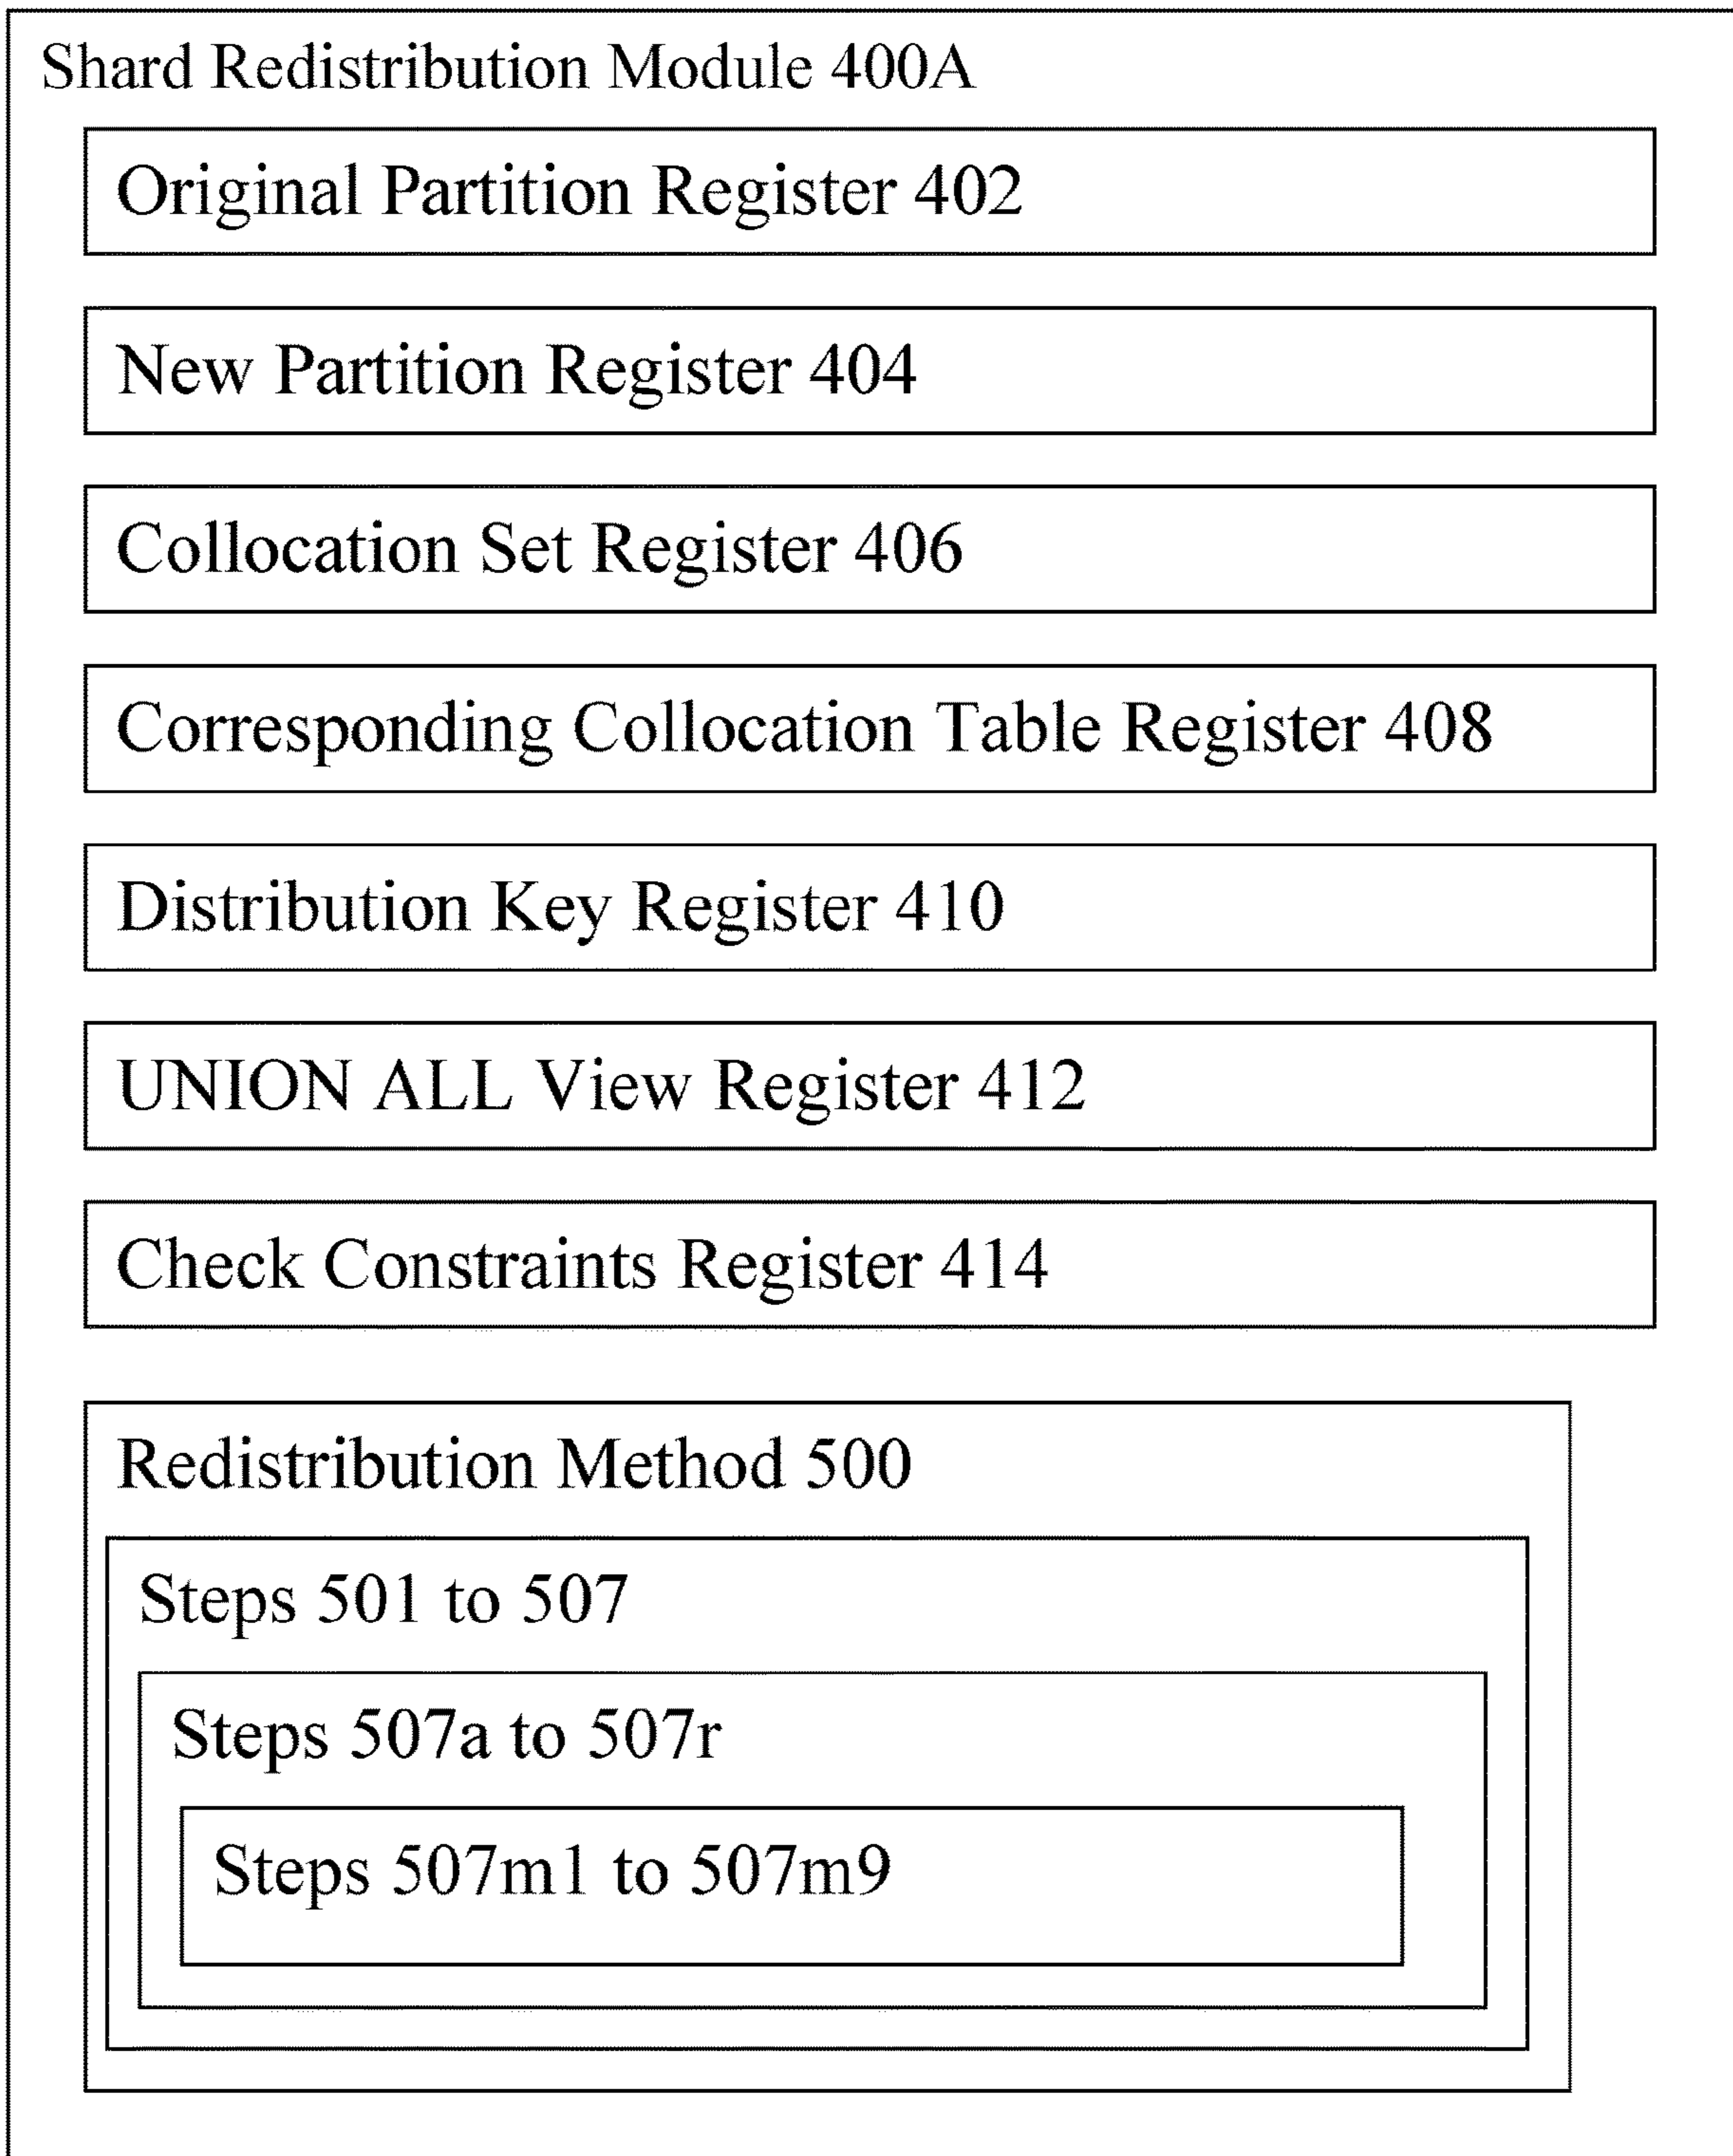 Shard Redistribution Module 400A
Original Partition Register 402
New Partition Register 404
Collocation Set Register 406
Corresponding Collocation Table Register 408
Distribution Key Register 410
UNION ALL View Register 412
Check Constraints Register 414
Redistribution Method 500
Steps 501 to 507
Steps 507a to 507r
Steps 507m1 to 507m9